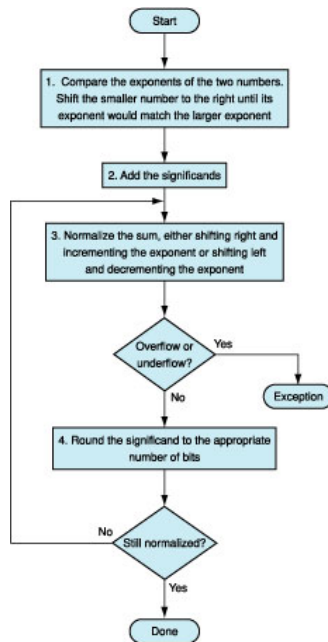 Start
1. Compare the exponents of the two numbers.
Shift the smaller number to the right until its
exponent would match the larger exponent
2. Add the significands
3. Normalize the sum, either shifting right and
incrementing the exponent or shifting left
and decrementing the exponent
Overflow or
underflow?
Yes
Exception
No
4. Round the significand to the appropriate
number of bits
No
Still normalized?
Yes
Done